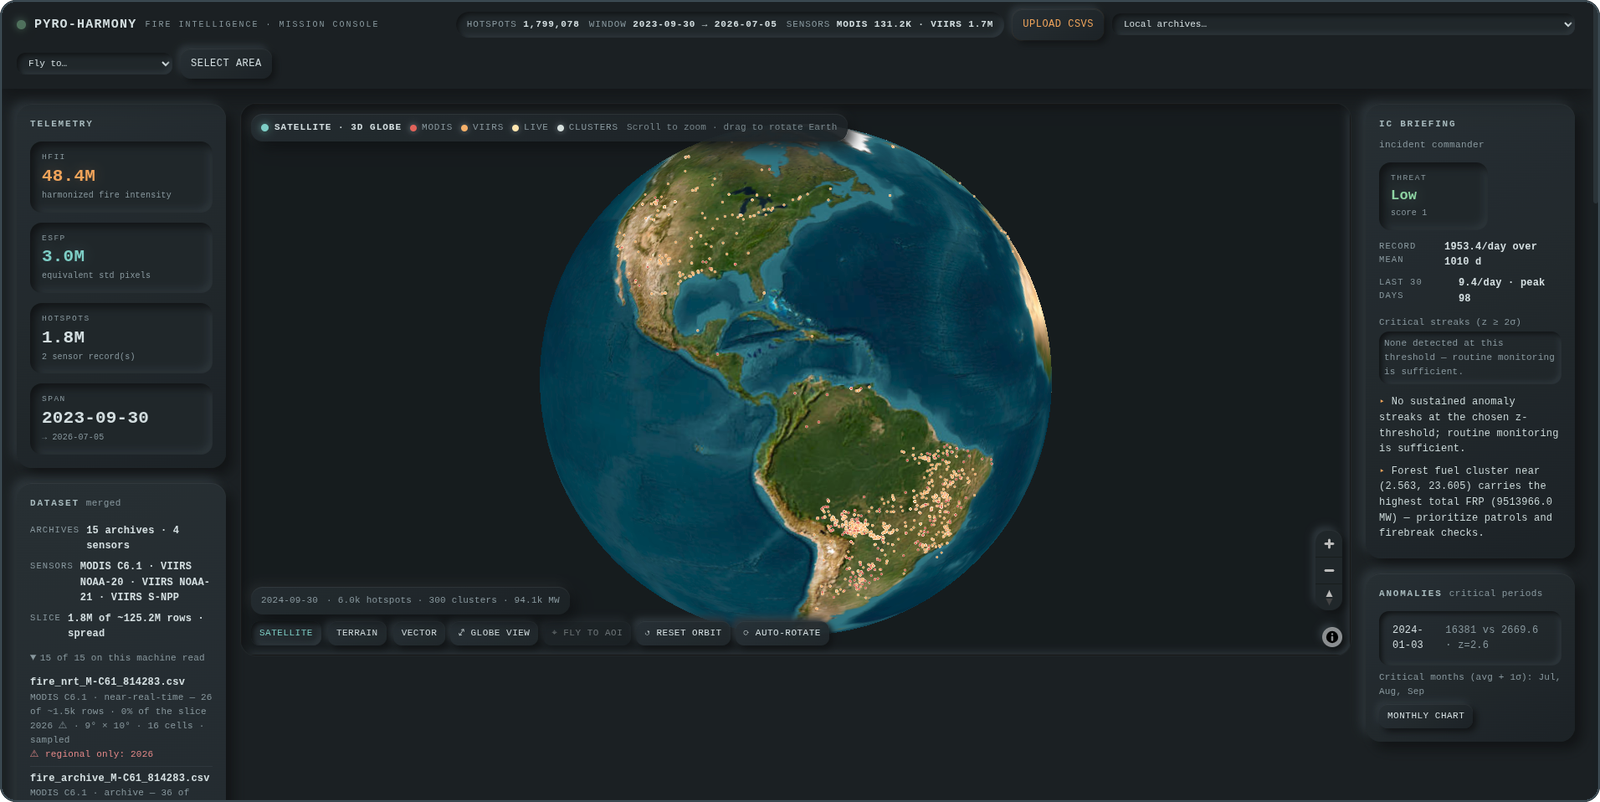 PYRO-HARMONY FIRE INTELLIGENCE · MISSION CONSOLE
HOTSPOTS 1,799,078 WINDOW 2023-09-30 → 2026-07-05 SENSORS MODIS 131.2K · VIIRS 1.7M
UPLOAD CSVS
Local archives…
Fly to…
SELECT AREA
TELEMETRY
HFII
48.4M
harmonized fire intensity
ESFP
3.0M
equivalent std pixels
HOTSPOTS
1.8M
2 sensor record(s)
SPAN
2023-09-30
→ 2026-07-05
DATASET merged
ARCHIVES 15 archives · 4
sensors
SENSORS MODIS C6.1 · VIIRS
NOAA-20 · VIIRS NOAA-
21 · VIIRS S-NPP
SLICE 1.8M of ~125.2M rows ·
spread
▼ 15 of 15 on this machine read
fire_nrt_M-C61_814283.csv
MODIS C6.1 · near-real-time — 26
of ~1.5k rows · 0% of the slice
2026 ⚠ · 9° × 10° · 16 cells ·
sampled
⚠ regional only: 2026
fire_archive_M-C61_814283.csv
MODIS C6.1 · archive — 36 of
SATELLITE · 3D GLOBE MODIS VIIRS LIVE CLUSTERS Scroll to zoom · drag to rotate Earth
2024-09-30 · 6.0k hotspots · 300 clusters · 94.1k MW
SATELLITE
TERRAIN
VECTOR
⤢ GLOBE VIEW
⌖ FLY TO AOI
↺ RESET ORBIT
⟳ AUTO-ROTATE
IC BRIEFING
incident commander
THREAT
Low
score 1
RECORD MEAN 1953.4/day over
1010 d
LAST 30 DAYS 9.4/day · peak
98
Critical streaks (z ≥ 2σ)
None detected at this
threshold — routine monitoring
is sufficient.
▸ No sustained anomaly
streaks at the chosen z-
threshold; routine monitoring
is sufficient.
▸ Forest fuel cluster near
(2.563, 23.605) carries the
highest total FRP (9513966.0
MW) — prioritize patrols and
firebreak checks.
ANOMALIES critical periods
2024-
01-03
16381 vs 2669.6
· z=2.6
Critical months (avg + 1σ): Jul,
Aug, Sep
MONTHLY CHART